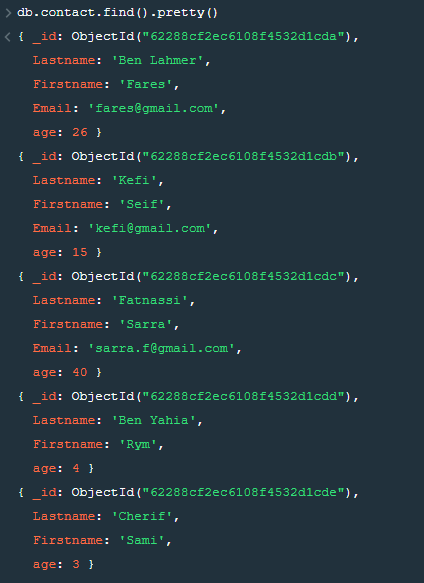 > db.contact.find().pretty()
< { _id: ObjectId("62288cf2ec6108f4532d1cda"),
Lastname: 'Ben Lahmer',
Firstname: 'Fares',
Email: 'fares@gmail.com',
age: 26 }
{ _id: ObjectId("62288cf2ec6108f4532d1cdb"),
Lastname: 'Kefi',
Firstname: 'Seif',
Email: 'kefi@gmail.com',
age: 15 }
{ _id: ObjectId("62288cf2ec6108f4532d1cdc"),
Lastname: 'Fatnassi',
Firstname: 'Sarra',
Email: 'sarra.f@gmail.com',
age: 40 }
{ _id: ObjectId("62288cf2ec6108f4532d1cdd"),
Lastname: 'Ben Yahia',
Firstname: 'Rym',
age: 4 }
{ _id: ObjectId("62288cf2ec6108f4532d1cde"),
Lastname: 'Cherif',
Firstname: 'Sami',
age: 3 }